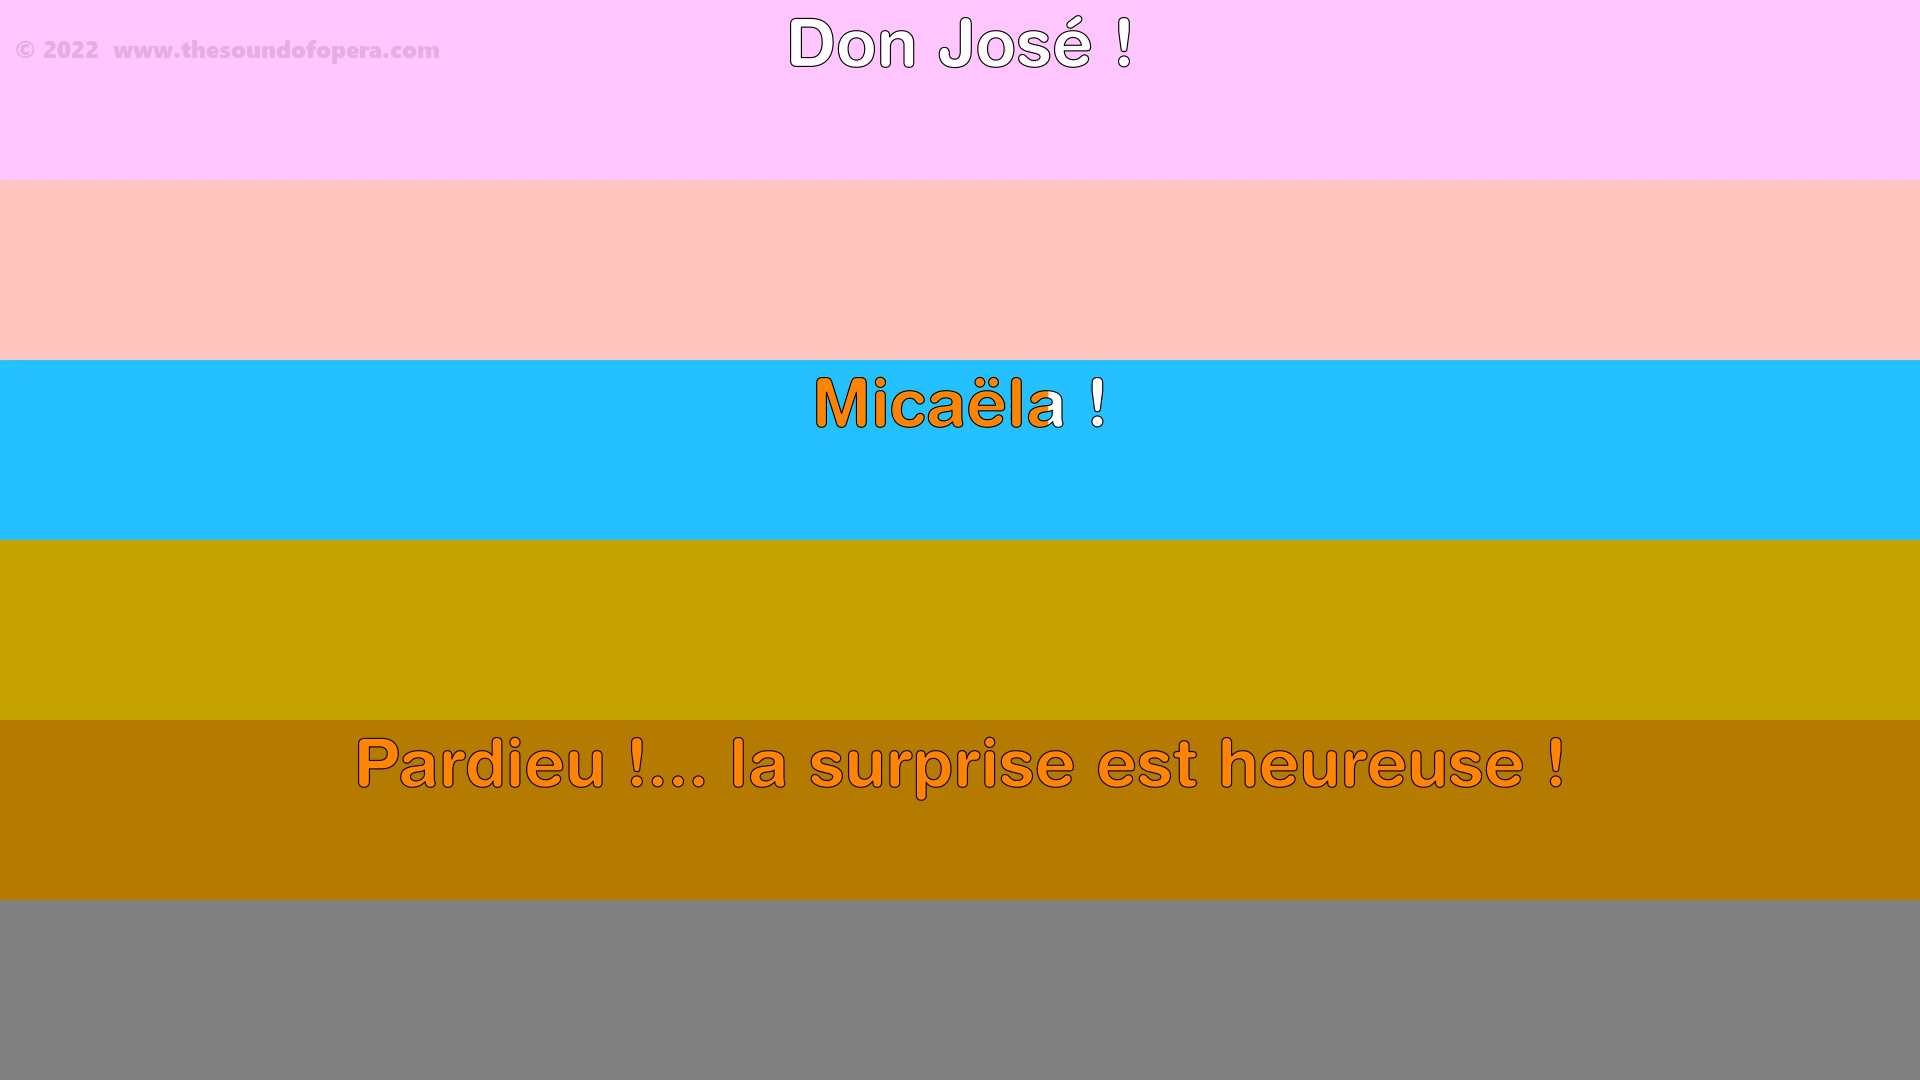 Don José !
© 2022 www.thesoundofopera.com
Micaëla !
Pardieu !... la surprise est heureuse !